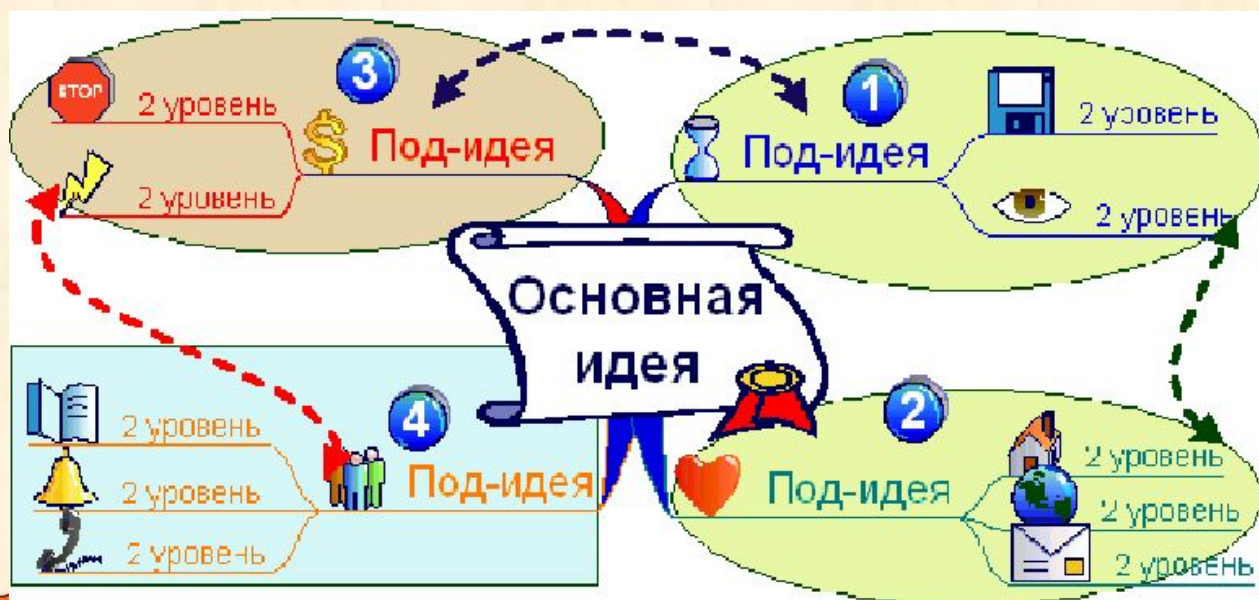 STOP
2 уровень
2 уровень
3
$ Под-идея
1
Под-идея
2 уровень
2 уровень
Основная
идея
4
2 уровень
2 уровень
2 уровень
Под-идея
2
Под-идея
2 уровень
2 уровень
2 уровень